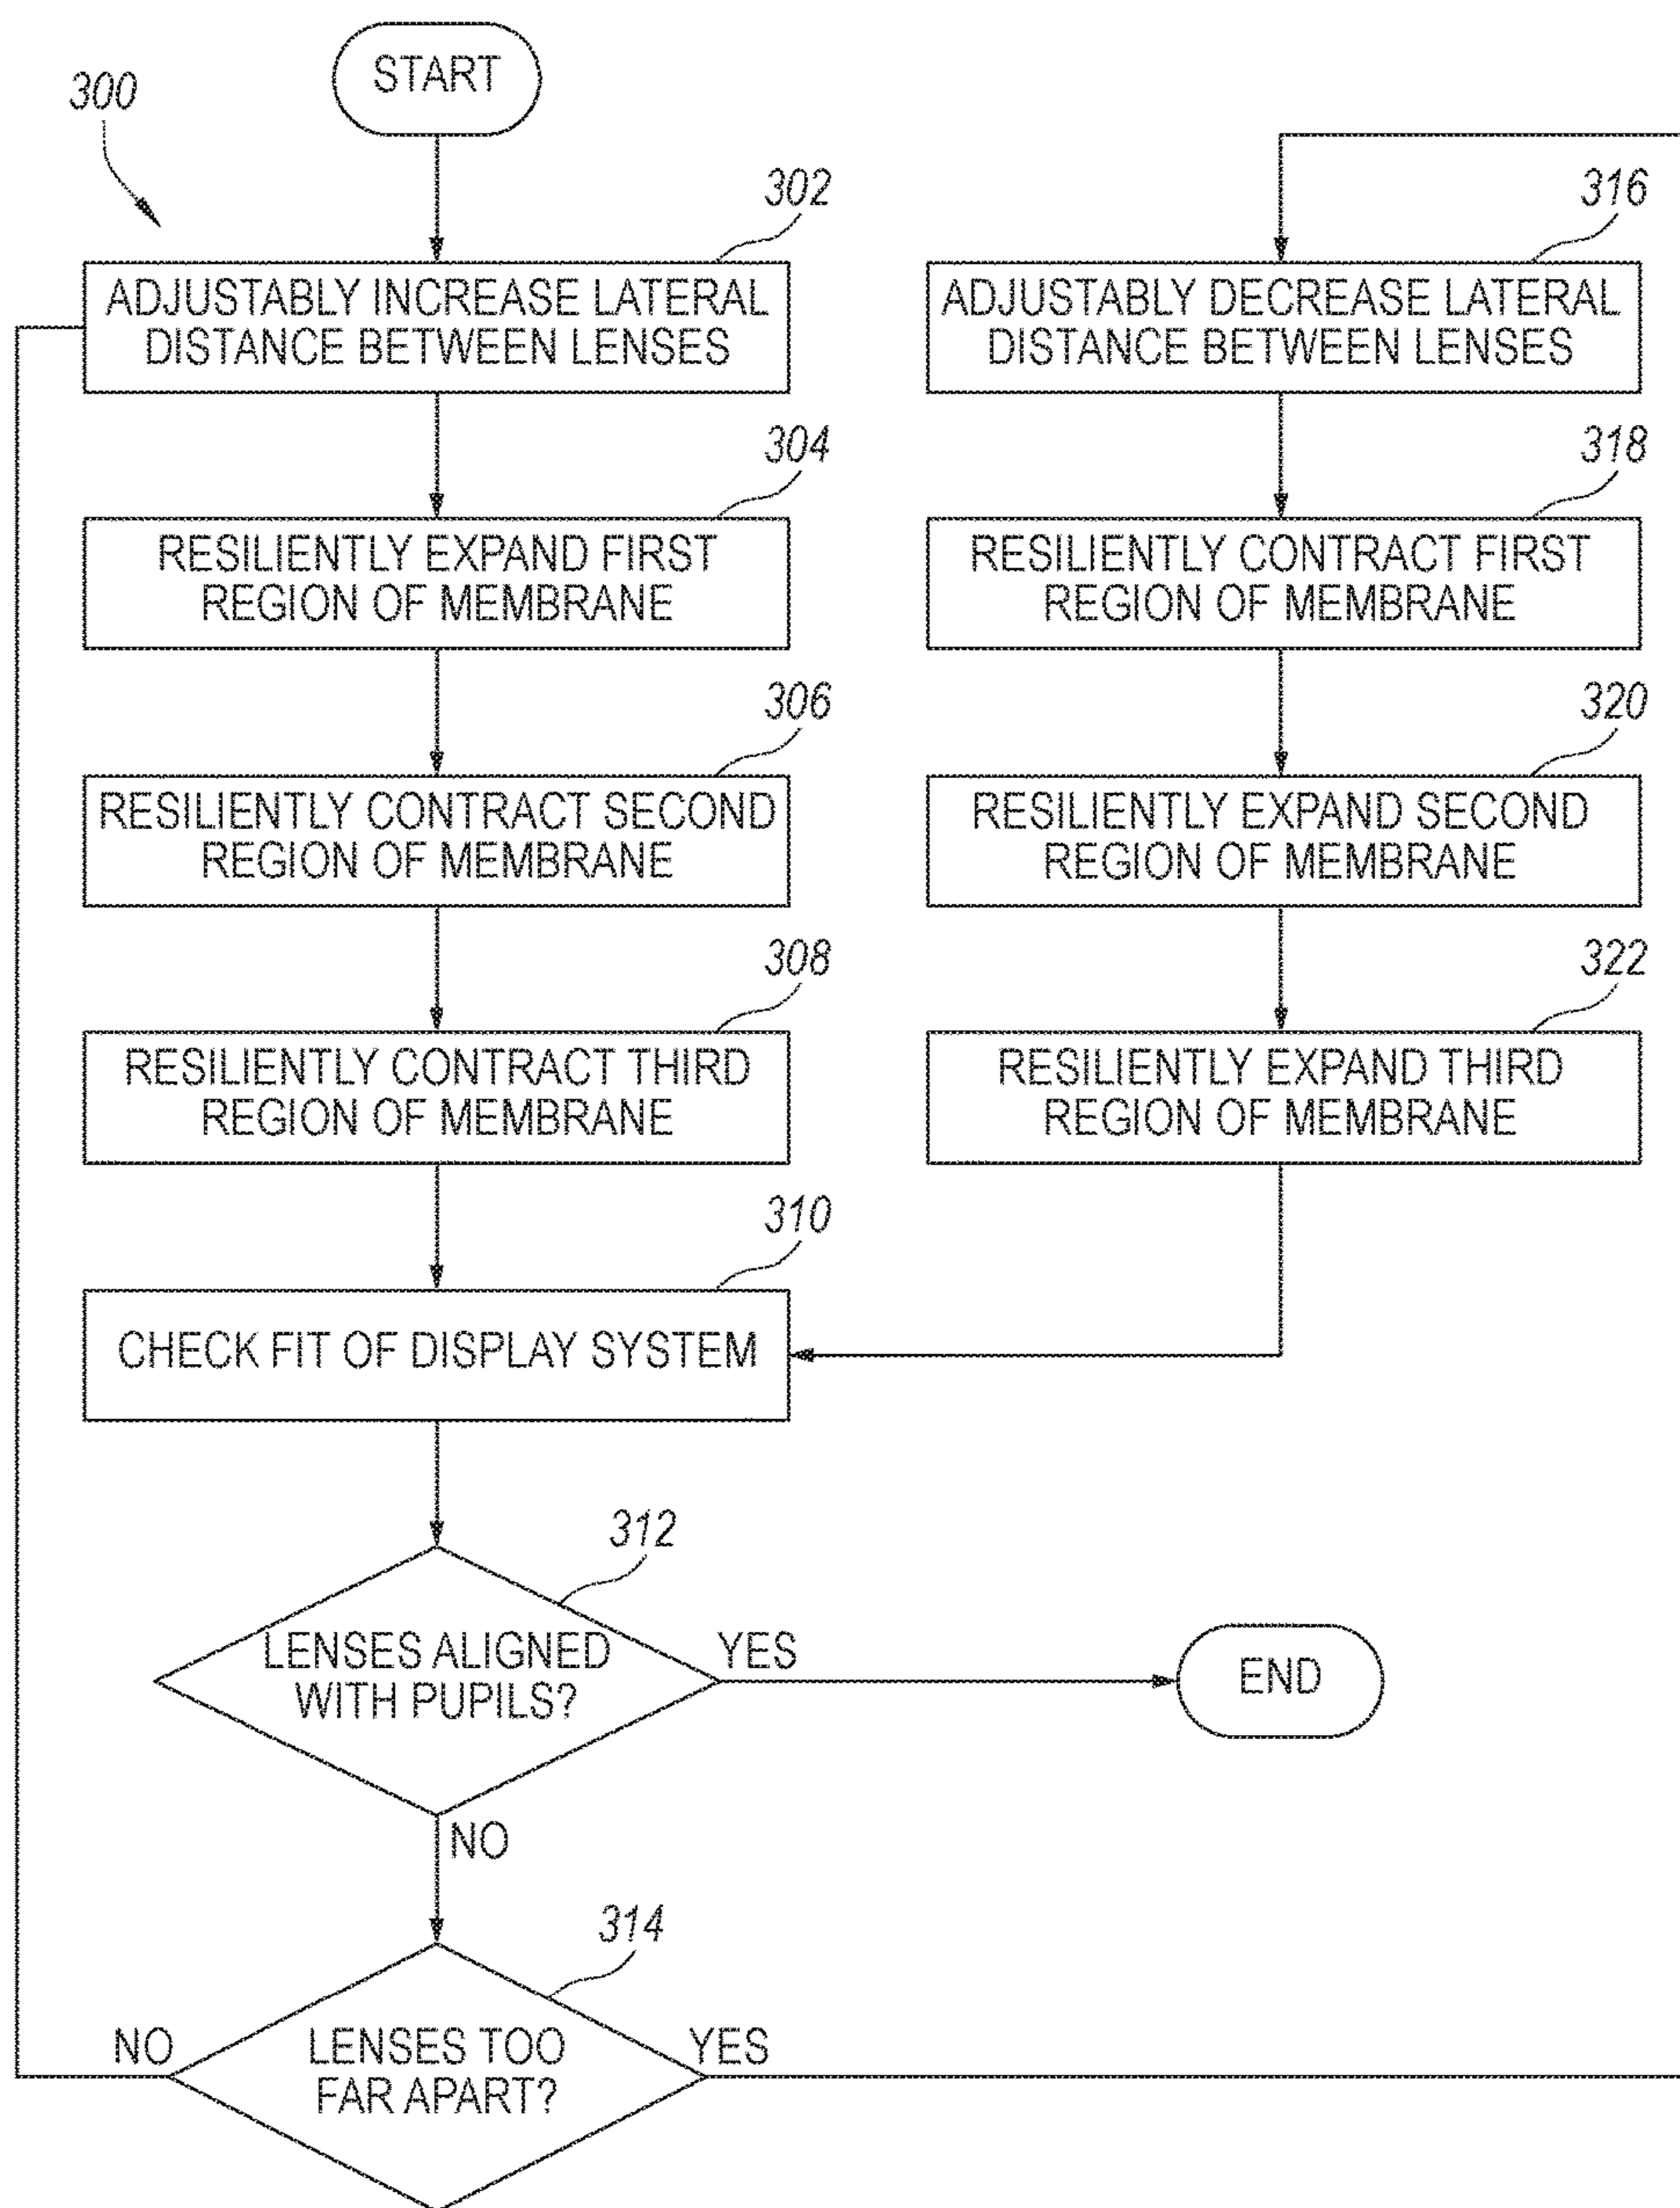 START
300
302
ADJUSTABLY INCREASE LATERAL
DISTANCE BETWEEN LENSES
304
RESILIENTLY EXPAND FIRST
REGION OF MEMBRANE
306
RESILIENTLY CONTRACT SECOND
REGION OF MEMBRANE
308
RESILIENTLY CONTRACT THIRD
REGION OF MEMBRANE
310
CHECK FIT OF DISPLAY SYSTEM
312
LENSES ALIGNED
WITH PUPILS?
YES
END
NO
314
LENSES TOO
FAR APART?
NO
YES
316
ADJUSTABLY DECREASE LATERAL
DISTANCE BETWEEN LENSES
318
RESILIENTLY CONTRACT FIRST
REGION OF MEMBRANE
320
RESILIENTLY EXPAND SECOND
REGION OF MEMBRANE
322
RESILIENTLY EXPAND THIRD
REGION OF MEMBRANE